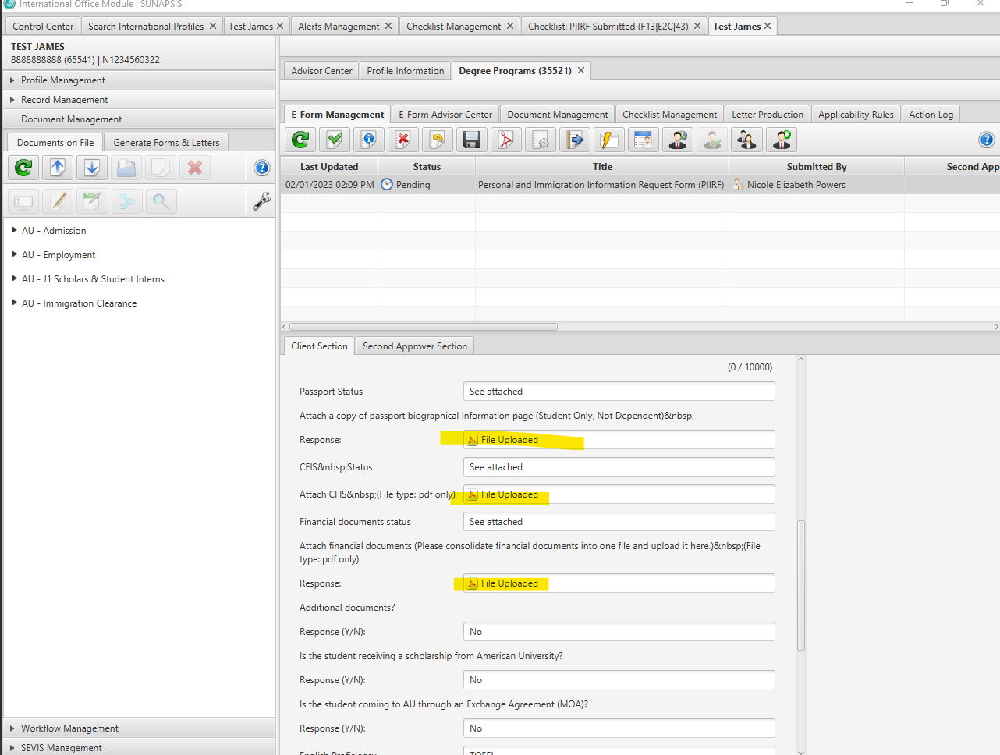 International Office Module | SUNAPSIS
Control Center
Search International Profiles
Test James
Alerts Management
Checklist Management
Checklist: PIIRF Submitted (F13|E2C|43)
Test James
TEST JAMES
8888888888 (65541) | N1234560322
Profile Management
Record Management
Document Management
Documents on File
Generate Forms & Letters
AU - Admission
AU - Employment
AU - J1 Scholars & Student Interns
AU - Immigration Clearance
Workflow Management
SEVIS Management
Advisor Center
Profile Information
Degree Programs (35521)
E-Form Management
E-Form Advisor Center
Document Management
Checklist Management
Letter Production
Applicability Rules
Action Log
Last Updated Status Title Submitted By Second App
02/01/2023 02:09 PM Pending Personal and Immigration Information Request Form (PIIRF) Nicole Elizabeth Powers
Client Section
Second Approver Section
(0 / 10000)
Passport Status See attached
Attach a copy of passport biographical information page (Student Only, Not Dependent)&nbsp;
Response: File Uploaded
CFIS&nbsp;Status See attached
Attach CFIS&nbsp;(File type: pdf only) File Uploaded
Financial documents status See attached
Attach financial documents (Please consolidate financial documents into one file and upload it here.)&nbsp;(File
type: pdf only)
Response: File Uploaded
Additional documents?
Response (Y/N): No
Is the student receiving a scholarship from American University?
Response (Y/N): No
Is the student coming to AU through an Exchange Agreement (MOA)?
Response (Y/N): No
English Proficiency TOEFL